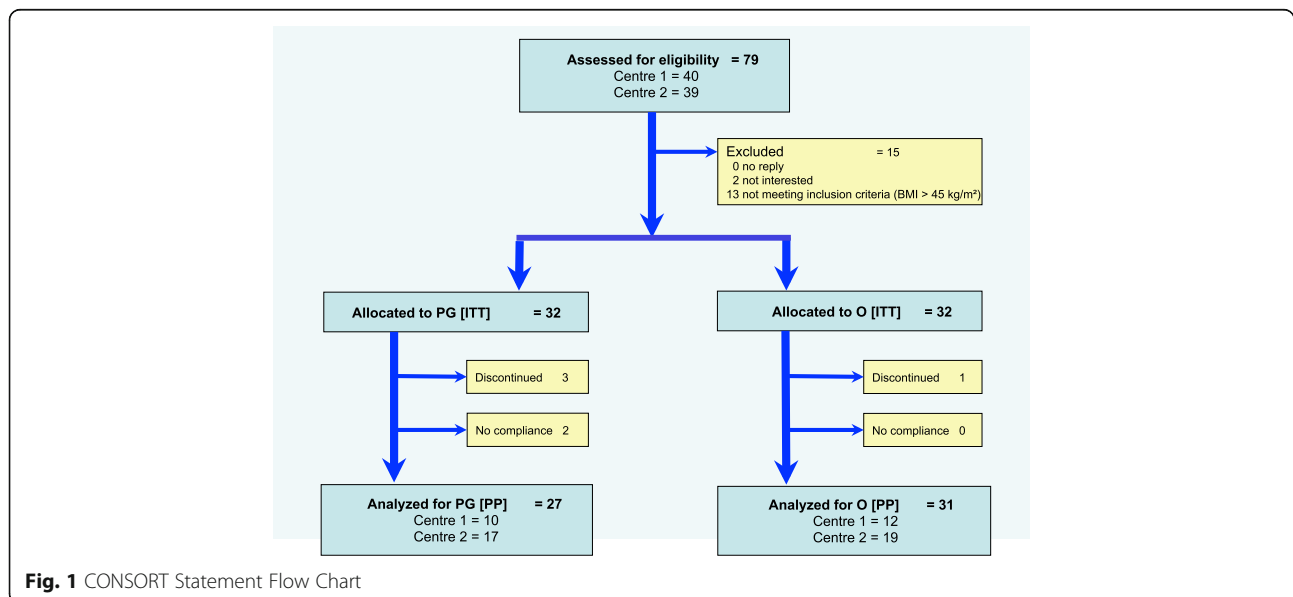 Assessed for eligibility = 79
Centre 1 = 40
Centre 2 = 39
Excluded = 15
0 no reply
2 not interested
13 not meeting inclusion criteria (BMI > 45 kg/m²)
Allocated to PG [ITT] = 32
Allocated to O [ITT] = 32
Discontinued 3
Discontinued 1
No compliance 2
No compliance 0
Analyzed for PG [PP] = 27
Centre 1 = 10
Centre 2 = 17
Analyzed for O [PP] = 31
Centre 1 = 12
Centre 2 = 19
Fig. 1 CONSORT Statement Flow Chart